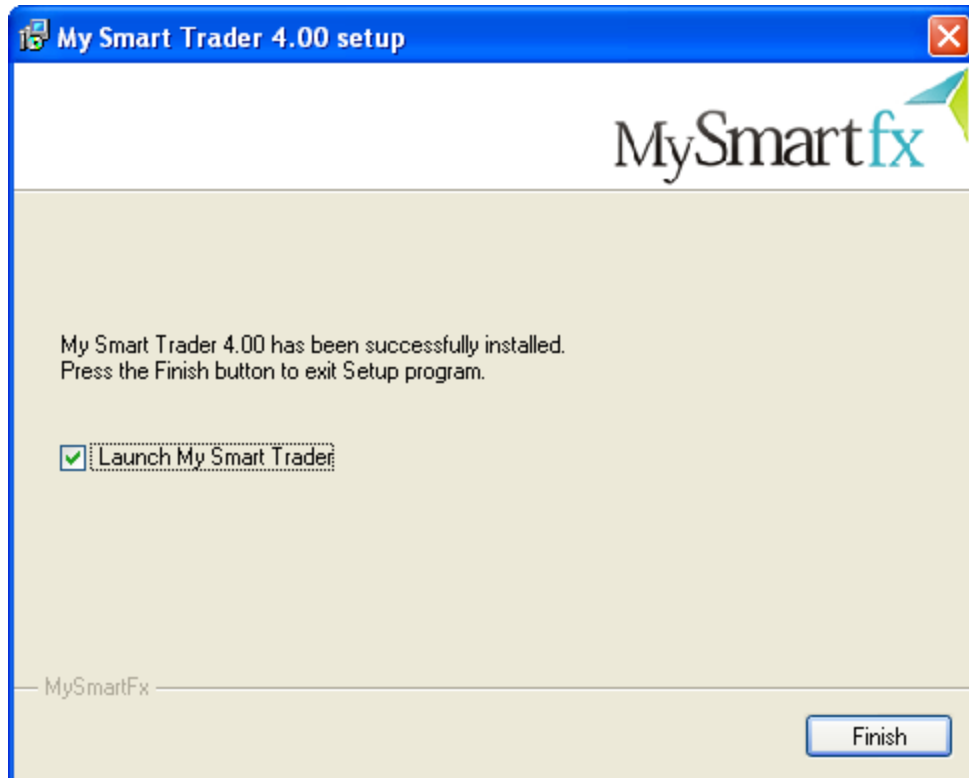 My Smart Trader 4.00 setup
MySmartfx
My Smart Trader 4.00 has been successfully installed.
Press the Finish button to exit Setup program.
Launch My Smart Trader
MySmartFx
Finish